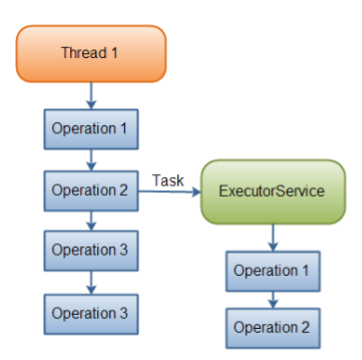 Thread 1
Operation 1
Operation 2
Task
ExecutorService
Operation 3
Operation 3
Operation 1
Operation 2